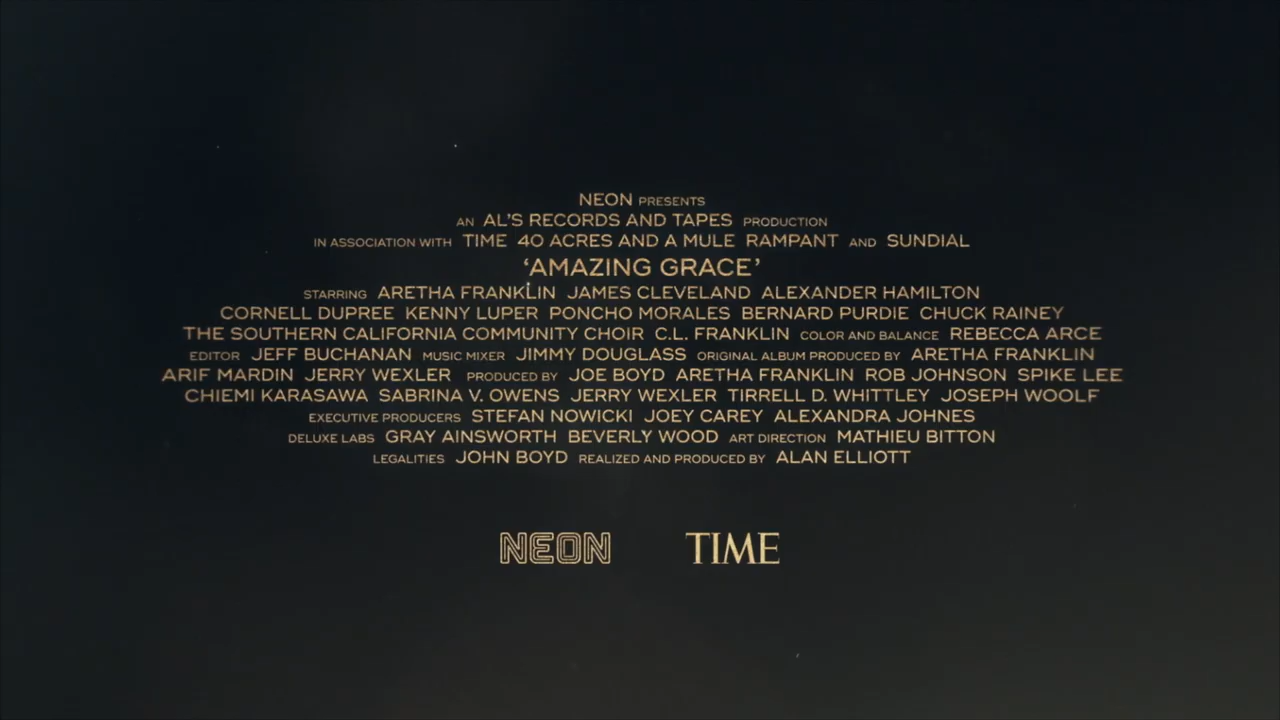 NEON PRESENTS
AN AL'S RECORDS AND TAPES PRODUCTION
IN ASSOCIATION WITH TIME 40 ACRES AND A MULE RAMPANT AND SUNDIAL
‘AMAZING GRACE’
STARRING ARETHA FRANKLIN JAMES CLEVELAND ALEXANDER HAMILTON
CORNELL DUPREE KENNY LUPER PONCHO MORALES BERNARD PURDIE CHUCK RAINEY
THE SOUTHERN CALIFORNIA COMMUNITY CHOIR C.L. FRANKLIN COLOR AND BALANCE REBECCA ARCE
EDITOR JEFF BUCHANAN MUSIC MIXER JIMMY DOUGLASS ORIGINAL ALBUM PRODUCED BY ARETHA FRANKLIN
ARIF MARDIN JERRY WEXLER PRODUCED BY JOE BOYD ARETHA FRANKLIN ROB JOHNSON SPIKE LEE
CHIEMI KARASAWA SABRINA V. OWENS JERRY WEXLER TIRRELL D. WHITTLEY JOSEPH WOOLF
EXECUTIVE PRODUCERS STEFAN NOWICKI JOEY CAREY ALEXANDRA JOHNES
DELUXE LABS GRAY AINSWORTH BEVERLY WOOD ART DIRECTION MATHIEU BITTON
LEGALITIES JOHN BOYD REALIZED AND PRODUCED BY ALAN ELLIOTT
NEON TIME